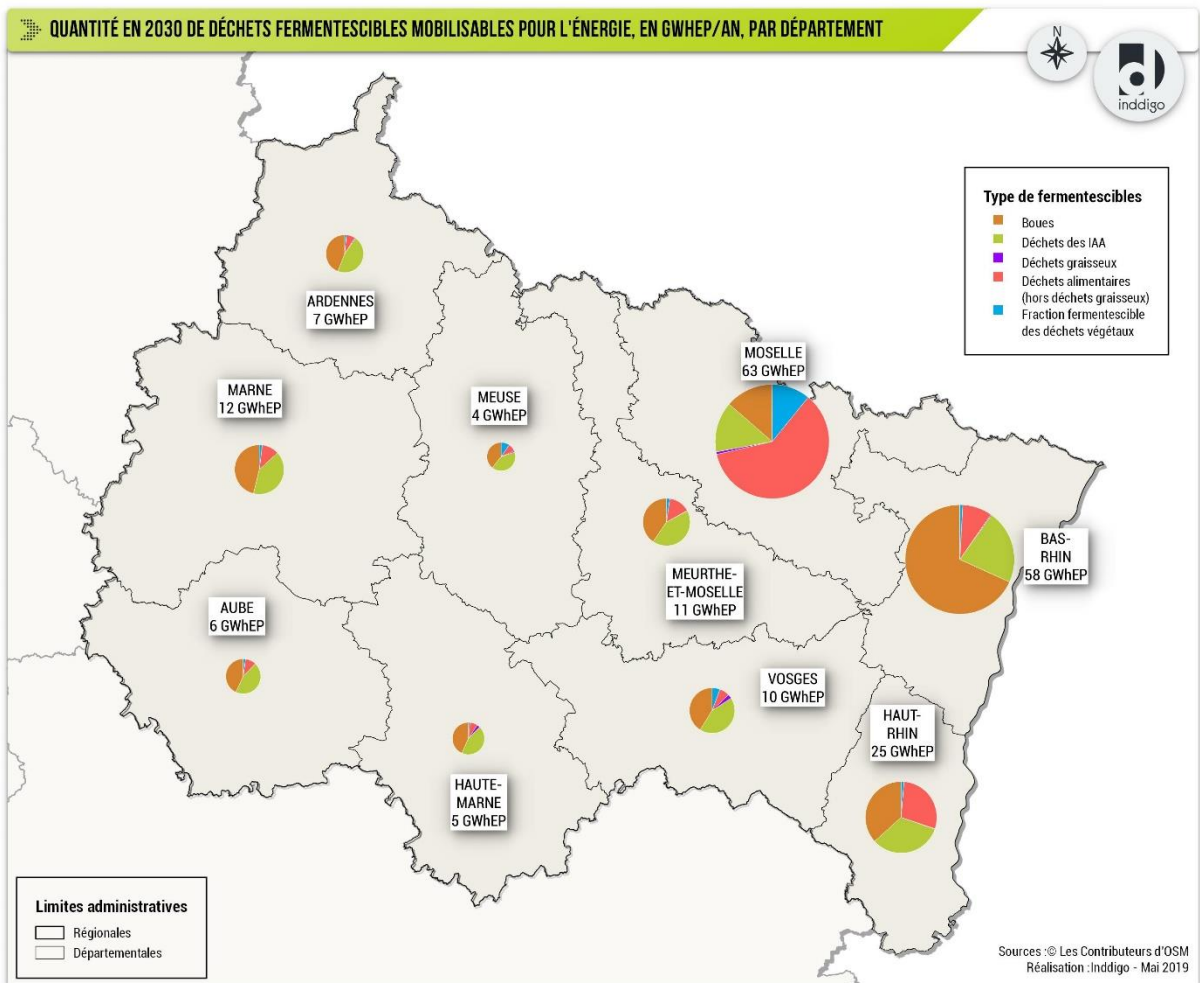 QUANTITÉ EN 2030 DE DÉCHETS FERMENTESCIBLES MOBILISABLES POUR L'ÉNERGIE, EN GWHEP/AN, PAR DÉPARTEMENT
N
inddigo
Type de fermentescibles
Boues
Déchets des IAA
Déchets graisseux
Déchets alimentaires
(hors déchets graisseux)
Fraction fermentescible
des déchets végétaux
ARDENNES
7 GWhEP
MARNE
12 GWhEP
MEUSE
4 GWhEP
MOSELLE
63 GWhEP
BAS-
RHIN
58 GWhEP
MEURTHE-
ET-MOSELLE
11 GWhEP
AUBE
6 GWhEP
VOSGES
10 GWhEP
HAUT-
RHIN
25 GWhEP
HAUTE-
MARNE
5 GWhEP
Limites administratives
Régionales
Départementales
Sources :© Les Contributeurs d'OSM
Réalisation :Inddigo - Mai 2019